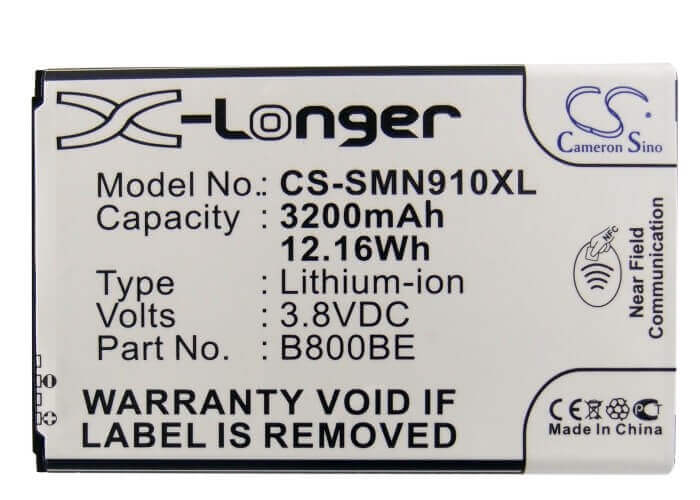 X-Longer
CS
Cameron Sino
Model No.: CS-SMN910XL
Capacity : 3200mAh
12.16Wh
Type : Lithium-ion
Volts : 3.8VDC
Part No. : B800BE
NFC
Near Field
Communication
WARRANTY VOID IF
LABEL IS REMOVED.
CE PCT
Made In China